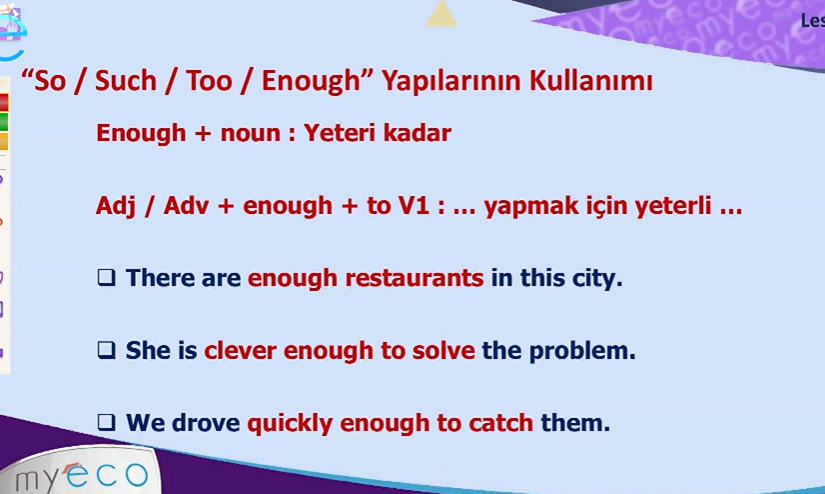 Les
“So / Such / Too / Enough” Yapılarının Kullanımı
Enough + noun : Yeteri kadar
Adj / Adv + enough + to V1 : ... yapmak için yeterli ...
❑ There are enough restaurants in this city.
❑ She is clever enough to solve the problem.
❑ We drove quickly enough to catch them.
myeco